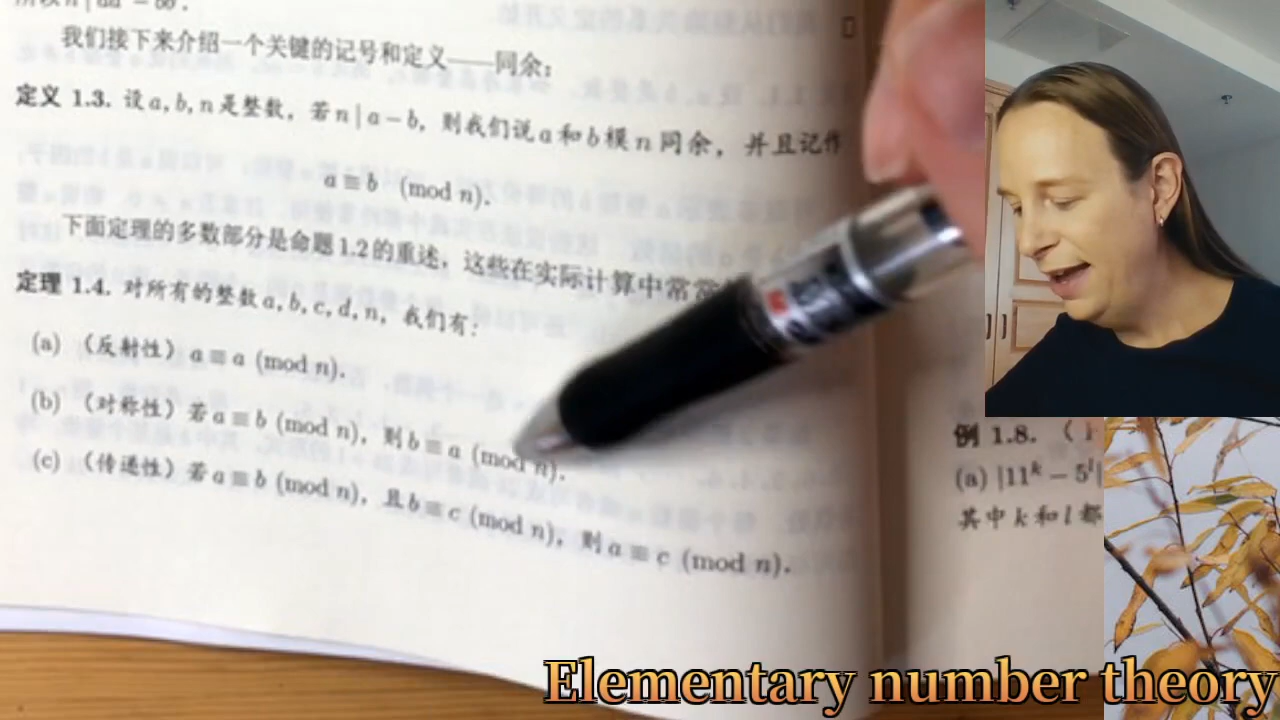 我们接下来介绍一个关键的记号和定义——同余：
定义 1.3. 设 a, b, n 是整数，若 n | a − b，则我们说 a 和 b 模 n 同余，并且记作
a ≡ b (mod n).
下面定理的多数部分是命题 1.2 的重述，这些在实际计算中常常
定理 1.4. 对所有的整数 a, b, c, d, n，我们有：
(a) （反射性）a ≡ a (mod n).
(b) （对称性）若 a ≡ b (mod n)，则 b ≡ a (mod n).
(c) （传递性）若 a ≡ b (mod n)，且 b ≡ c (mod n)，则 a ≡ c (mod n).
例 1.8. (
(a) |11^k − 5^l|
其中 k 和 l 都
Elementary number theory